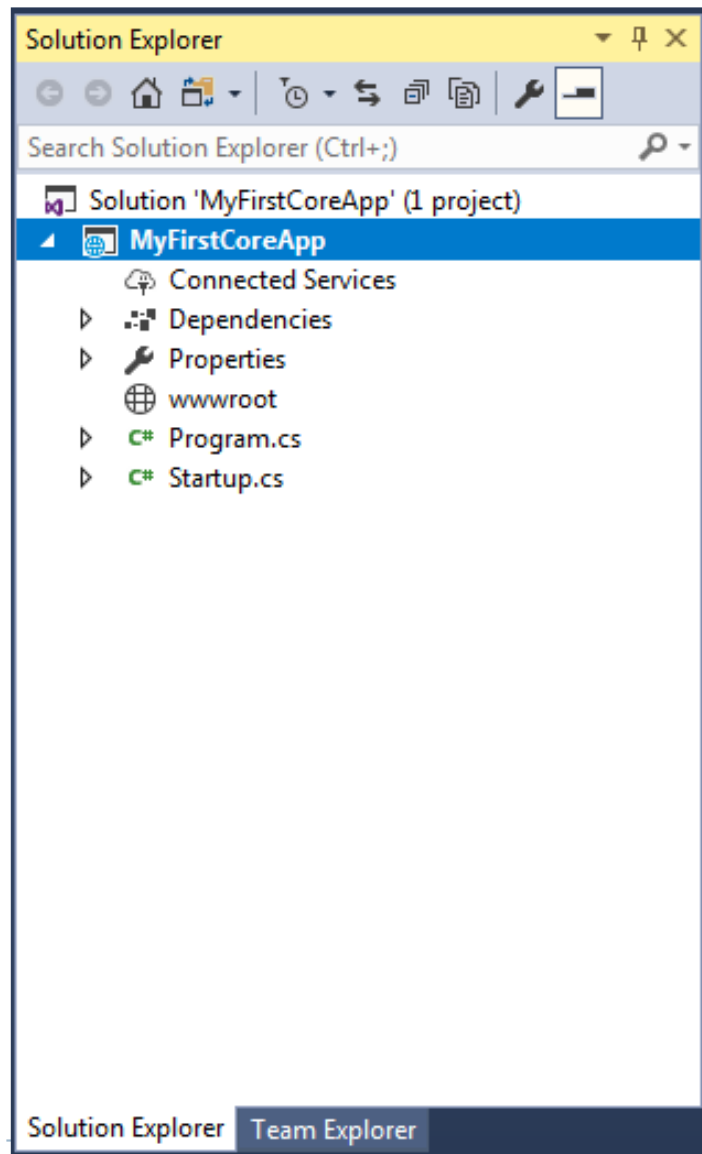 Solution Explorer
Search Solution Explorer (Ctrl+;)
Solution 'MyFirstCoreApp' (1 project)
MyFirstCoreApp
Connected Services
Dependencies
Properties
wwwroot
C# Program.cs
C# Startup.cs
Solution Explorer Team Explorer